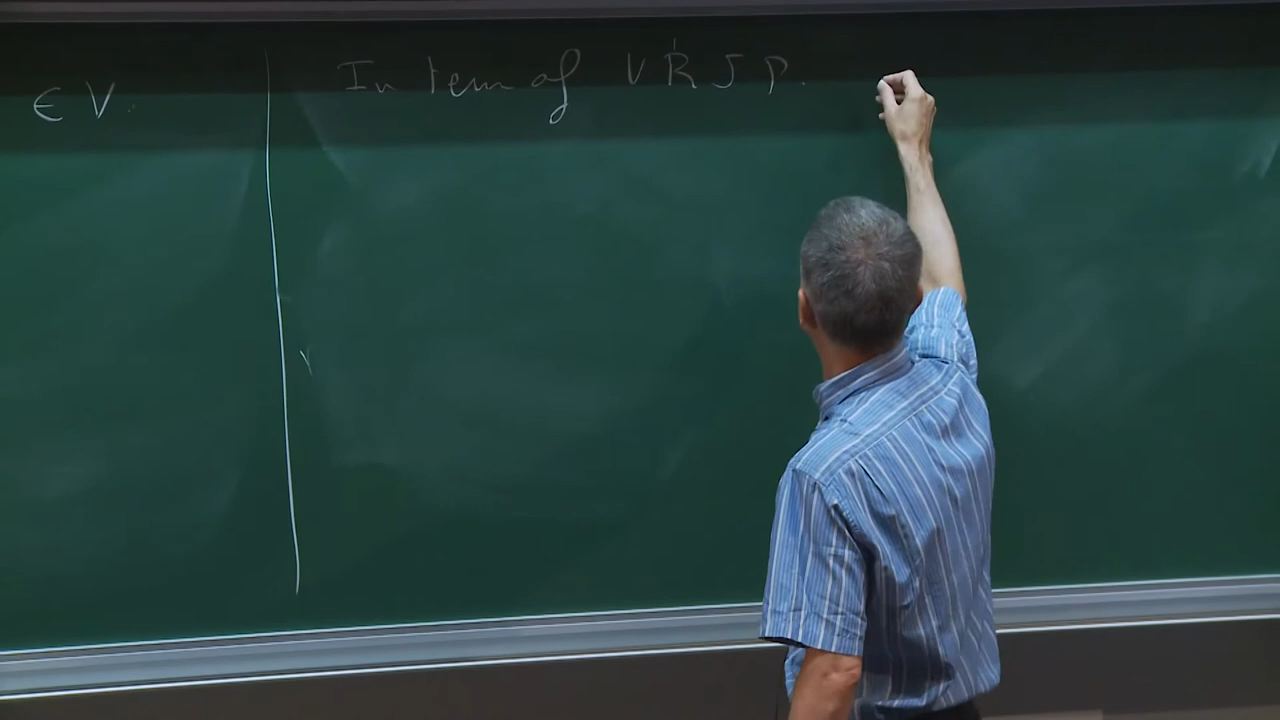 ∈ V.
In term of VRJP.